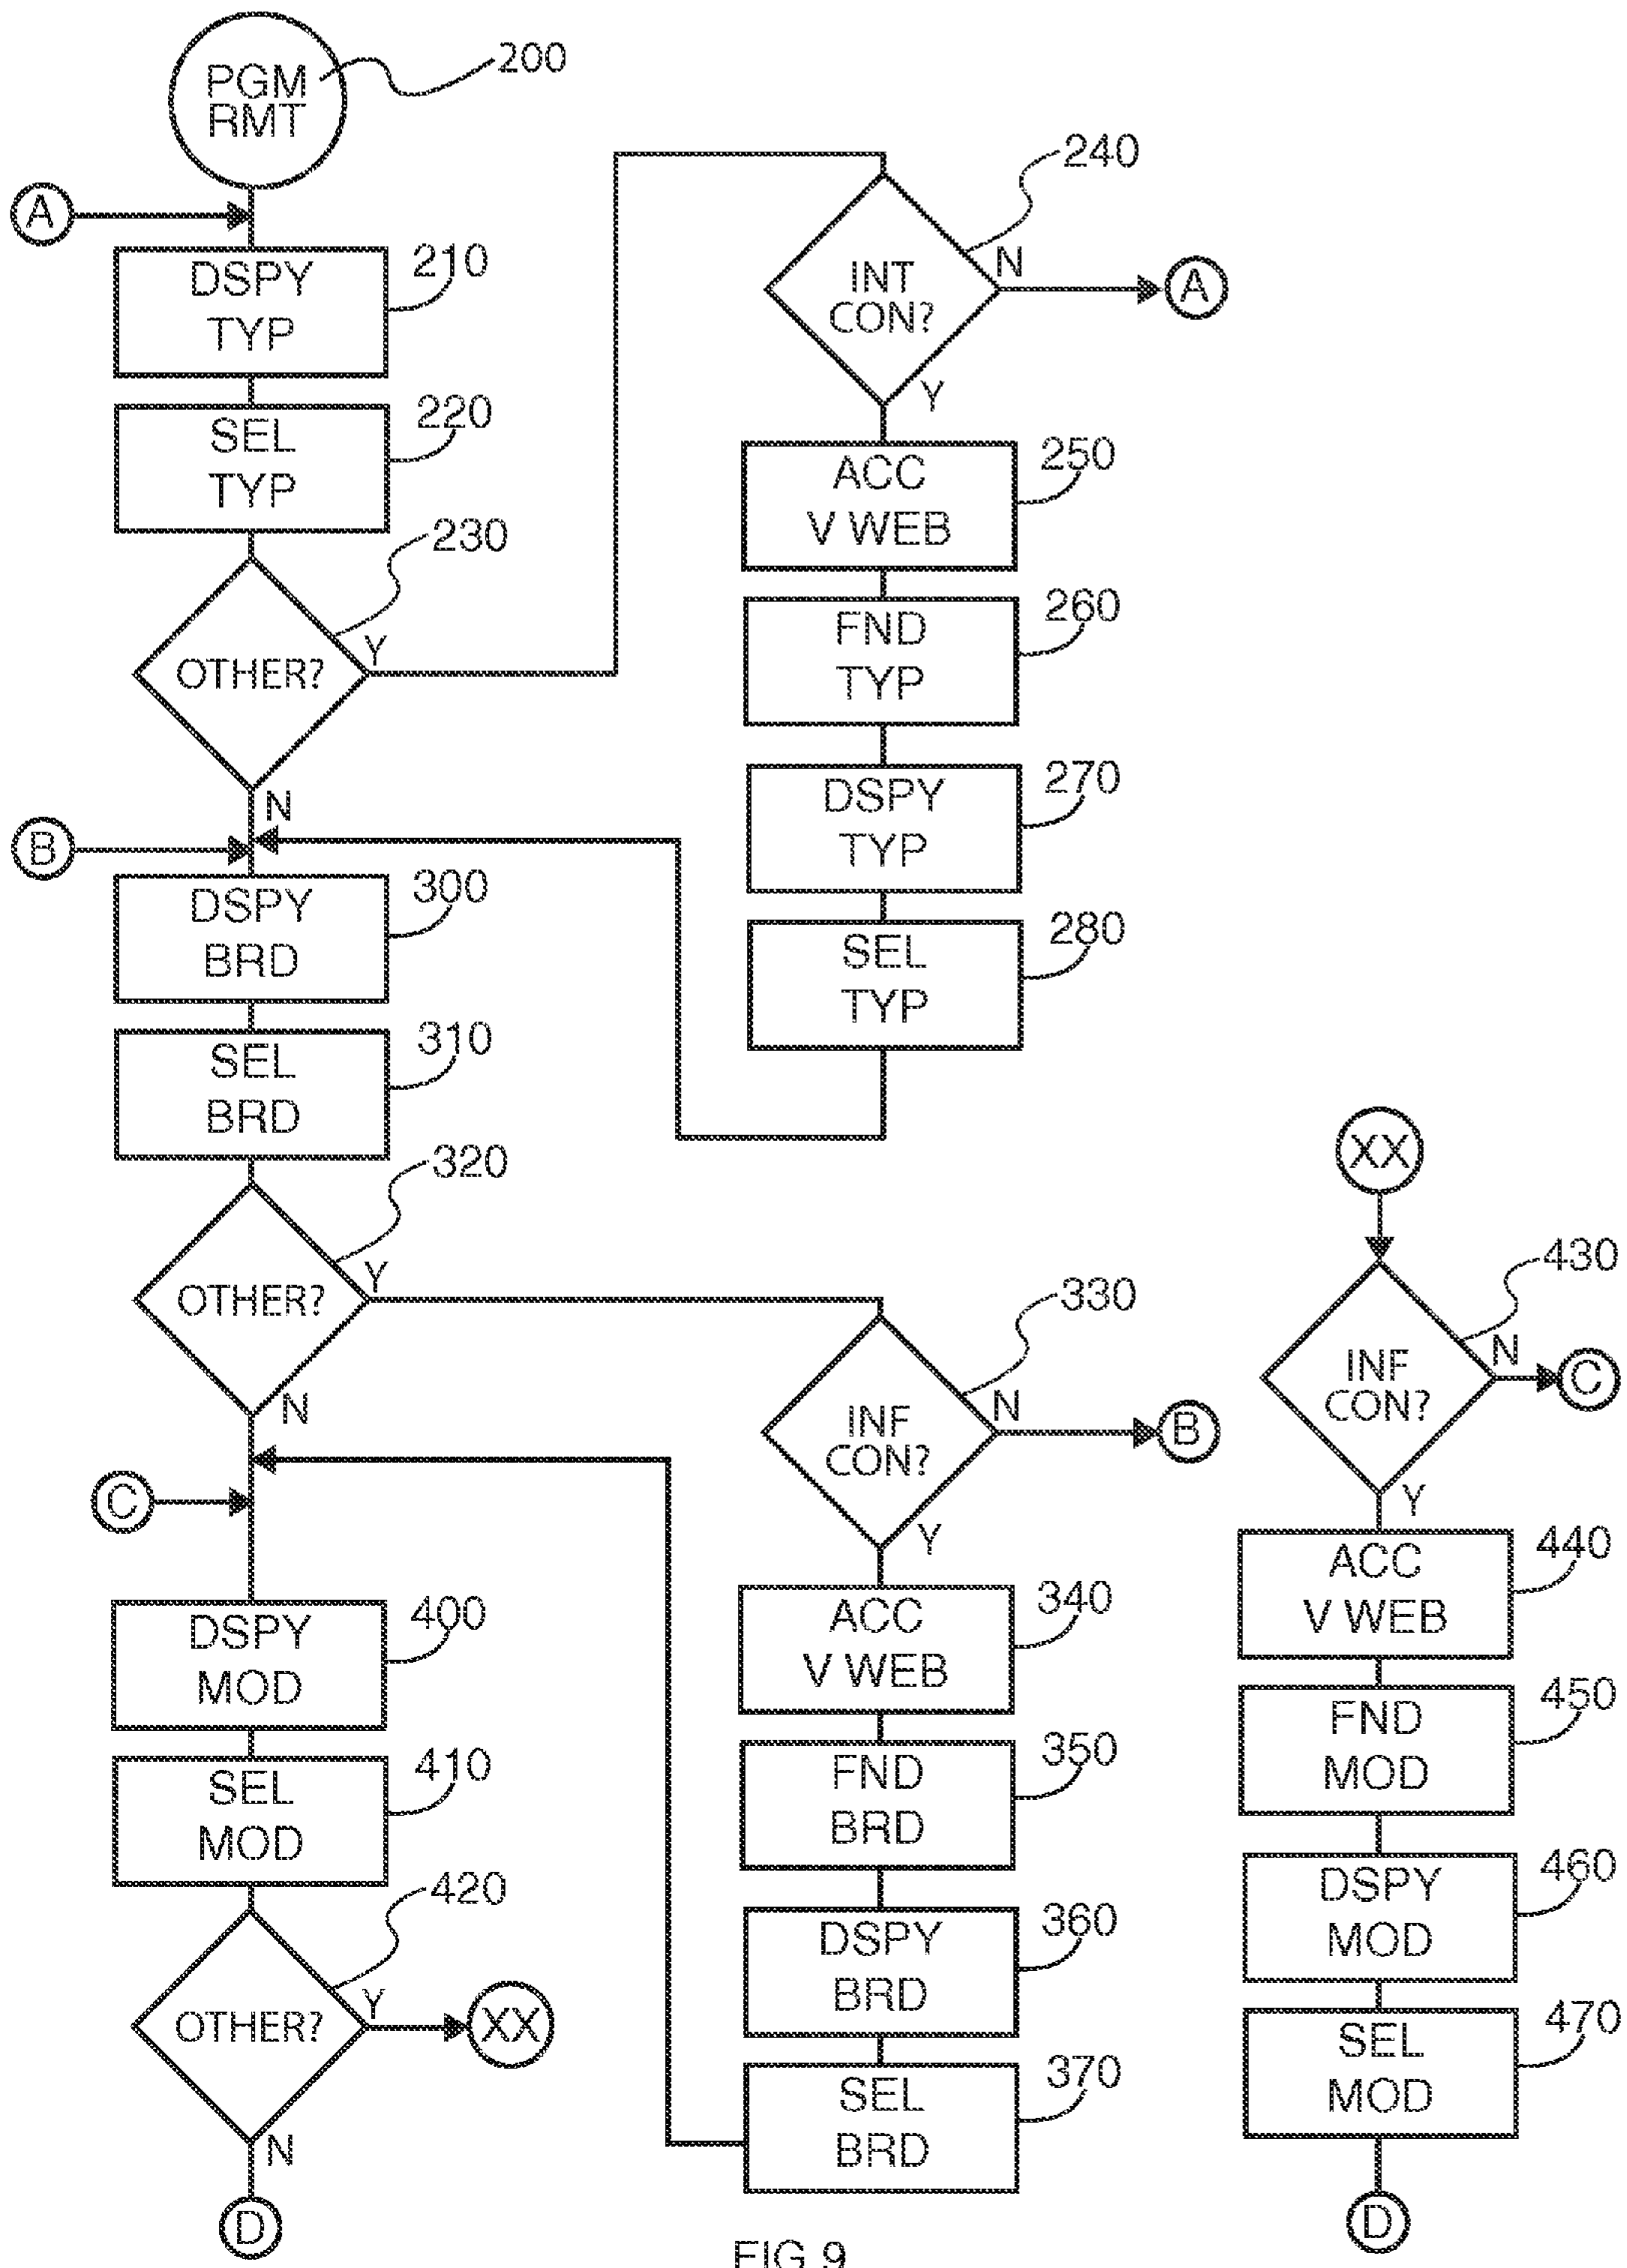 PGM
RMT
200
A
DSPY
TYP
210
SEL
TYP
220
230
OTHER?
Y
N
240
INT
CON?
N
A
Y
ACC
V WEB
250
FND
TYP
260
DSPY
TYP
270
SEL
TYP
280
B
DSPY
BRD
300
SEL
BRD
310
320
OTHER?
Y
N
330
INF
CON?
N
B
Y
ACC
V WEB
340
FND
BRD
350
DSPY
BRD
360
SEL
BRD
370
C
DSPY
MOD
400
SEL
MOD
410
420
OTHER?
Y
XX
N
D
XX
430
INF
CON?
N
C
Y
ACC
V WEB
440
FND
MOD
450
DSPY
MOD
460
SEL
MOD
470
D
FIG 9